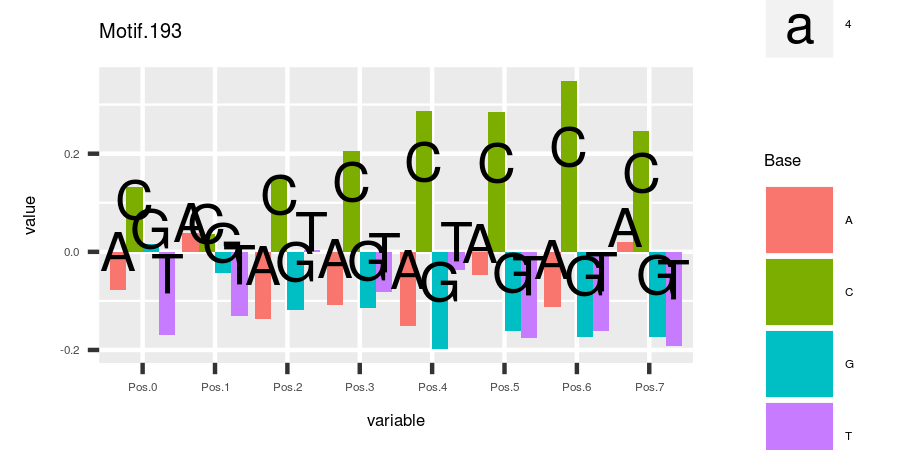 Motif.193
a 4
0.2
0.0
-0.2
value
A C G T A C G T A C G T A C G T A C G T A C G T A C G T A C G T
Pos.0 Pos.1 Pos.2 Pos.3 Pos.4 Pos.5 Pos.6 Pos.7
variable
Base
A
C
G
T